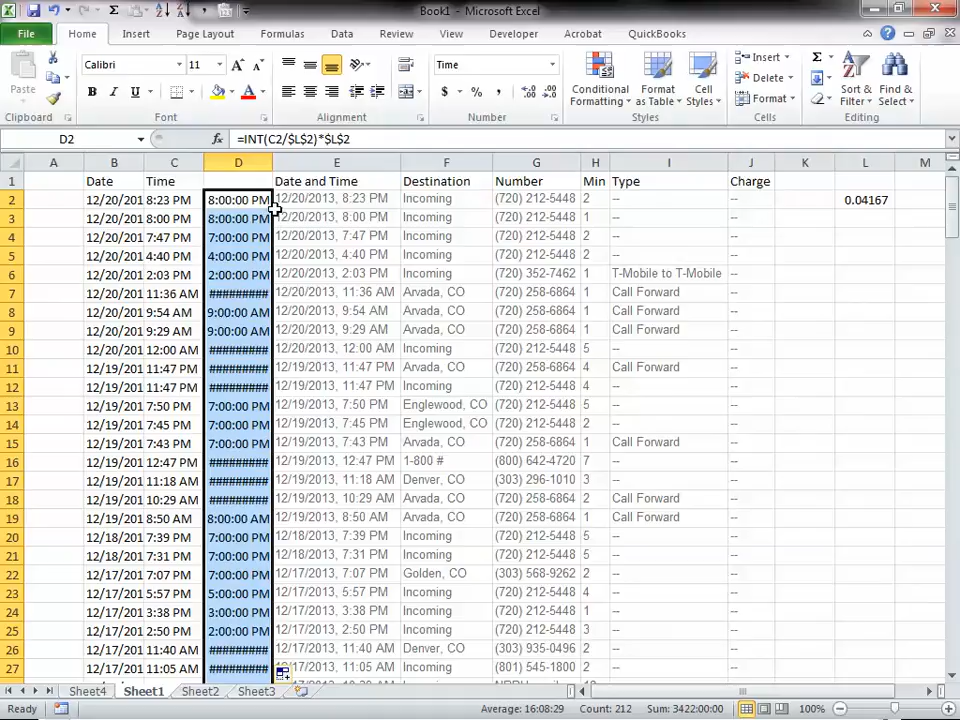 Book1 - Microsoft Excel
File Home Insert Page Layout Formulas Data Review View Developer Acrobat QuickBooks
Calibri 11 Time
Paste Conditional Formatting Format as Table Cell Styles Insert Delete Format Sort & Filter Find & Select
Clipboard Font Alignment Number Styles Cells Editing
D2 fx =INT(C2/$L$2)*$L$2
A B C D E F G H I J K L M
1 Date Time Date and Time Destination Number Min Type Charge
2 12/20/201 8:23 PM 8:00:00 PM 12/20/2013, 8:23 PM Incoming (720) 212-5448 2 -- -- 0.04167
3 12/20/201 8:00 PM 8:00:00 PM 12/20/2013, 8:00 PM Incoming (720) 212-5448 1 -- --
4 12/20/201 7:47 PM 7:00:00 PM 12/20/2013, 7:47 PM Incoming (720) 212-5448 2 -- --
5 12/20/201 4:40 PM 4:00:00 PM 12/20/2013, 4:40 PM Incoming (720) 212-5448 2 -- --
6 12/20/201 2:03 PM 2:00:00 PM 12/20/2013, 2:03 PM Incoming (720) 352-7462 1 T-Mobile to T-Mobile --
7 12/20/201 11:36 AM ######### 12/20/2013, 11:36 AM Arvada, CO (720) 258-6864 1 Call Forward --
8 12/20/201 9:54 AM 9:00:00 AM 12/20/2013, 9:54 AM Arvada, CO (720) 258-6864 1 Call Forward --
9 12/20/201 9:29 AM 9:00:00 AM 12/20/2013, 9:29 AM Arvada, CO (720) 258-6864 1 Call Forward --
10 12/20/201 12:00 AM ######### 12/20/2013, 12:00 AM Incoming (720) 212-5448 5 -- --
11 12/19/201 11:47 PM ######### 12/19/2013, 11:47 PM Arvada, CO (720) 258-6864 4 Call Forward --
12 12/19/201 11:47 PM ######### 12/19/2013, 11:47 PM Incoming (720) 212-5448 4 -- --
13 12/19/201 7:50 PM 7:00:00 PM 12/19/2013, 7:50 PM Englewood, CO (720) 212-5448 5 -- --
14 12/19/201 7:45 PM 7:00:00 PM 12/19/2013, 7:45 PM Englewood, CO (720) 212-5448 2 -- --
15 12/19/201 7:43 PM 7:00:00 PM 12/19/2013, 7:43 PM Arvada, CO (720) 258-6864 1 Call Forward --
16 12/19/201 12:47 PM ######### 12/19/2013, 12:47 PM 1-800 # (800) 642-4720 7 -- --
17 12/19/201 11:18 AM ######### 12/19/2013, 11:18 AM Denver, CO (303) 296-1010 3 -- --
18 12/19/201 10:29 AM ######### 12/19/2013, 10:29 AM Arvada, CO (720) 258-6864 2 Call Forward --
19 12/19/201 8:50 AM 8:00:00 AM 12/19/2013, 8:50 AM Arvada, CO (720) 258-6864 1 Call Forward --
20 12/18/201 7:39 PM 7:00:00 PM 12/18/2013, 7:39 PM Incoming (720) 212-5448 5 -- --
21 12/18/201 7:31 PM 7:00:00 PM 12/18/2013, 7:31 PM Incoming (720) 212-5448 5 -- --
22 12/17/201 7:07 PM 7:00:00 PM 12/17/2013, 7:07 PM Golden, CO (303) 568-9262 2 -- --
23 12/17/201 5:57 PM 5:00:00 PM 12/17/2013, 5:57 PM Incoming (720) 212-5448 4 -- --
24 12/17/201 3:38 PM 3:00:00 PM 12/17/2013, 3:38 PM Incoming (720) 212-5448 1 -- --
25 12/17/201 2:50 PM 2:00:00 PM 12/17/2013, 2:50 PM Incoming (720) 212-5448 3 -- --
26 12/17/201 11:40 AM ######### 12/17/2013, 11:40 AM Denver, CO (303) 935-0496 2 -- --
27 12/17/201 11:05 AM ######### 12/17/2013, 11:05 AM Incoming (801) 545-1800 2 -- --
Sheet4 Sheet1 Sheet2 Sheet3
Ready Average: 16:08:29 Count: 212 Sum: 3422:00:00 100%